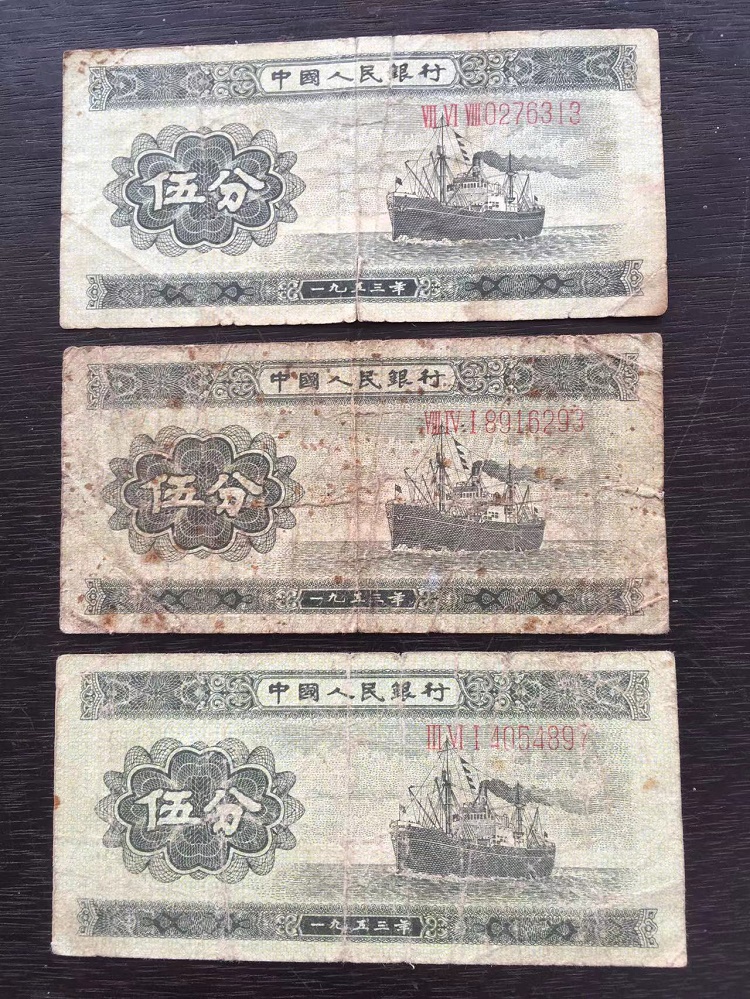 中國人民銀行
VII VI VIII 0276313
伍分
一九五三年
中國人民銀行
VIII IV I 8916293
伍分
一九五三年
中國人民銀行
III VI I 4054897
伍分
一九五三年